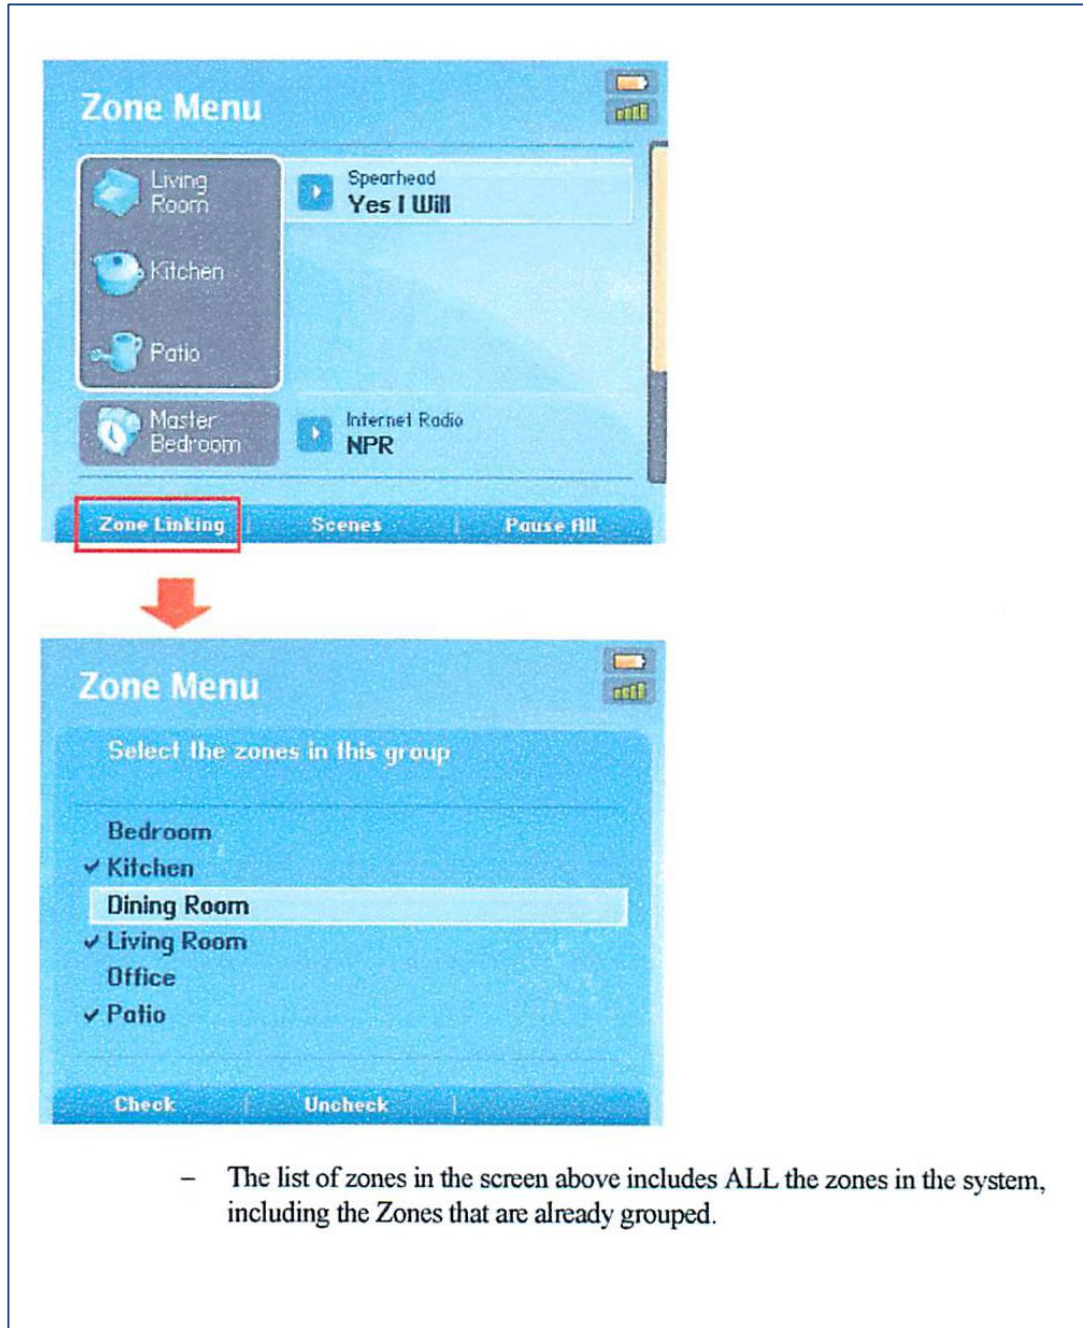 Zone Menu
Living
Room
Spearhead
Yes I Will
Kitchen
Patio
Master
Bedroom
Internet Radio
NPR
Zone Linking
Scenes
Pause All
Zone Menu
Select the zones in this group
Bedroom
✓ Kitchen
Dining Room
✓ Living Room
Office
✓ Patio
Check
Uncheck
– The list of zones in the screen above includes ALL the zones in the system,
including the Zones that are already grouped.